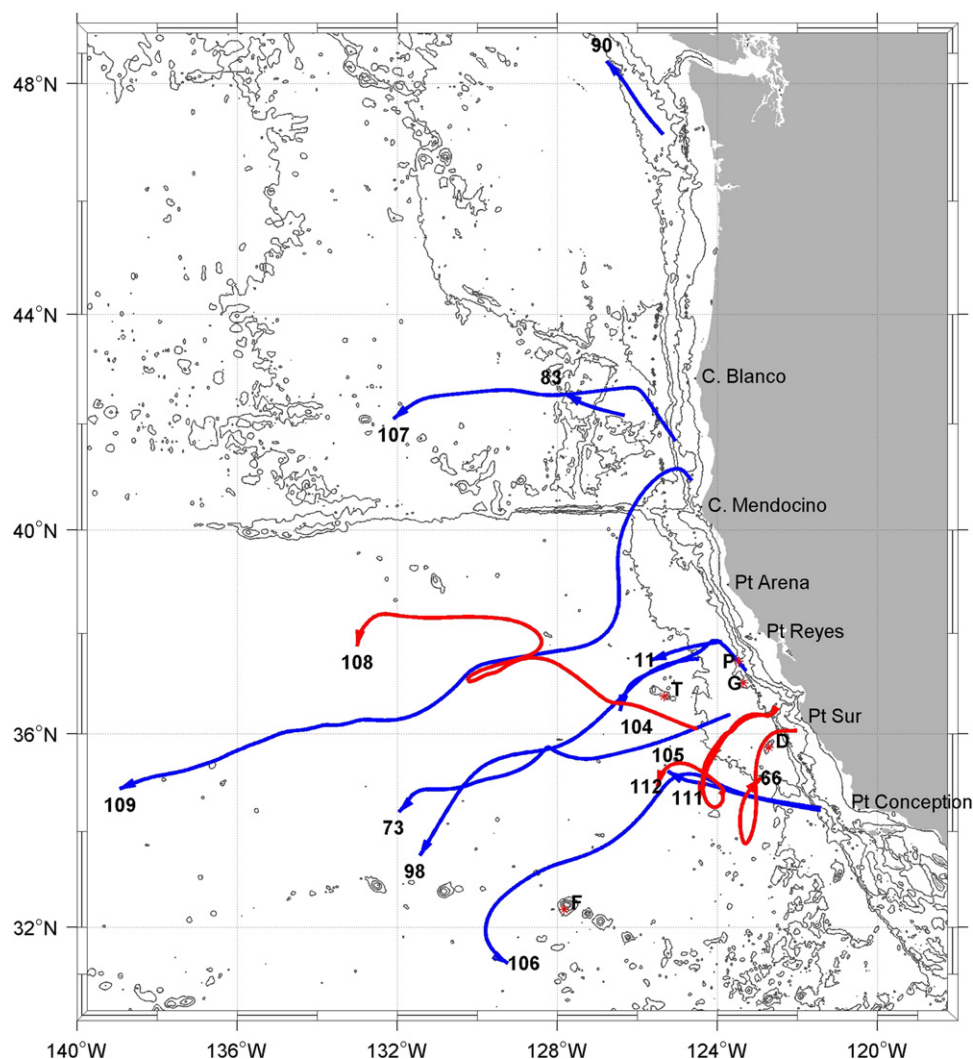 90
48°N
44°N
83
C. Blanco
107
C. Mendocino
40°N
Pt Arena
Pt Reyes
108
11
P
G
T
104
Pt Sur
36°N
D
105
66
112
111
109
Pt Conception
73
98
F
32°N
106
140°W
136°W
132°W
128°W
124°W
120°W